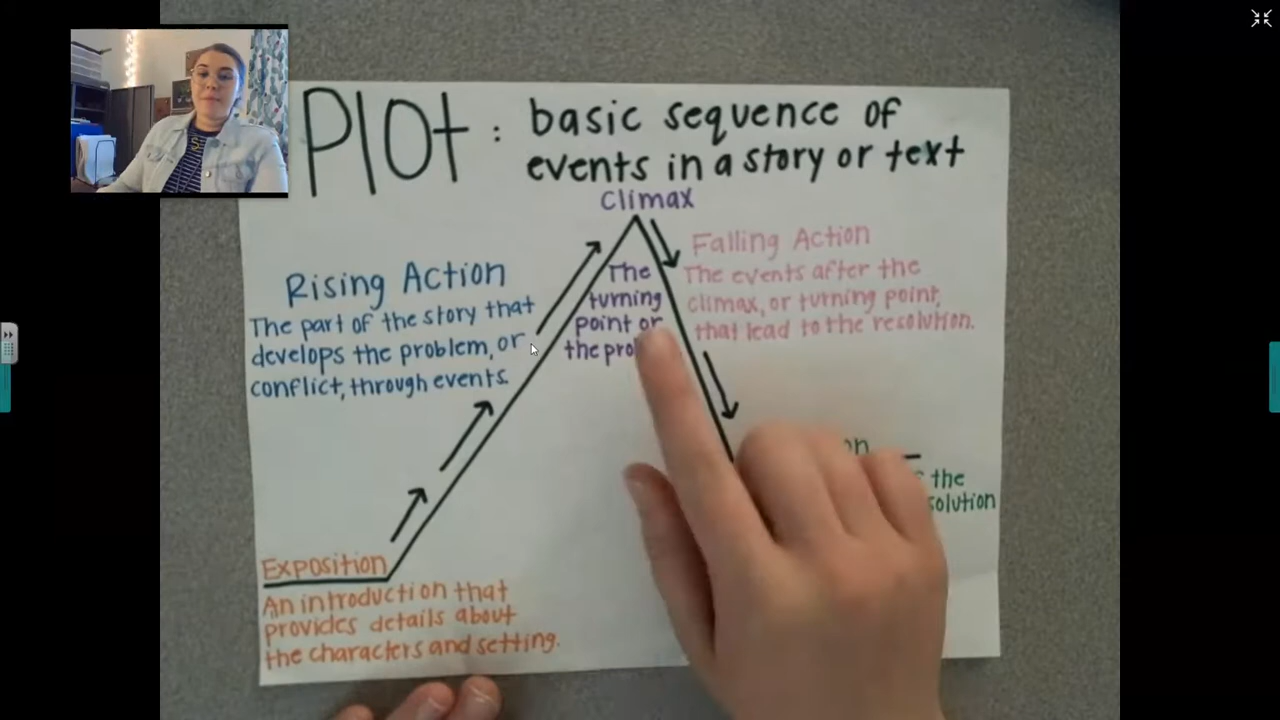 Plot : basic sequence of
events in a story or text
Climax
Rising Action
The part of the story that
develops the problem, or
conflict, through events.
The
turning
point or
the
Falling Action
The events after the
climax, or turning point,
that lead to the resolution.
the
Exposition
An introduction that
provides details about
the characters and setting.